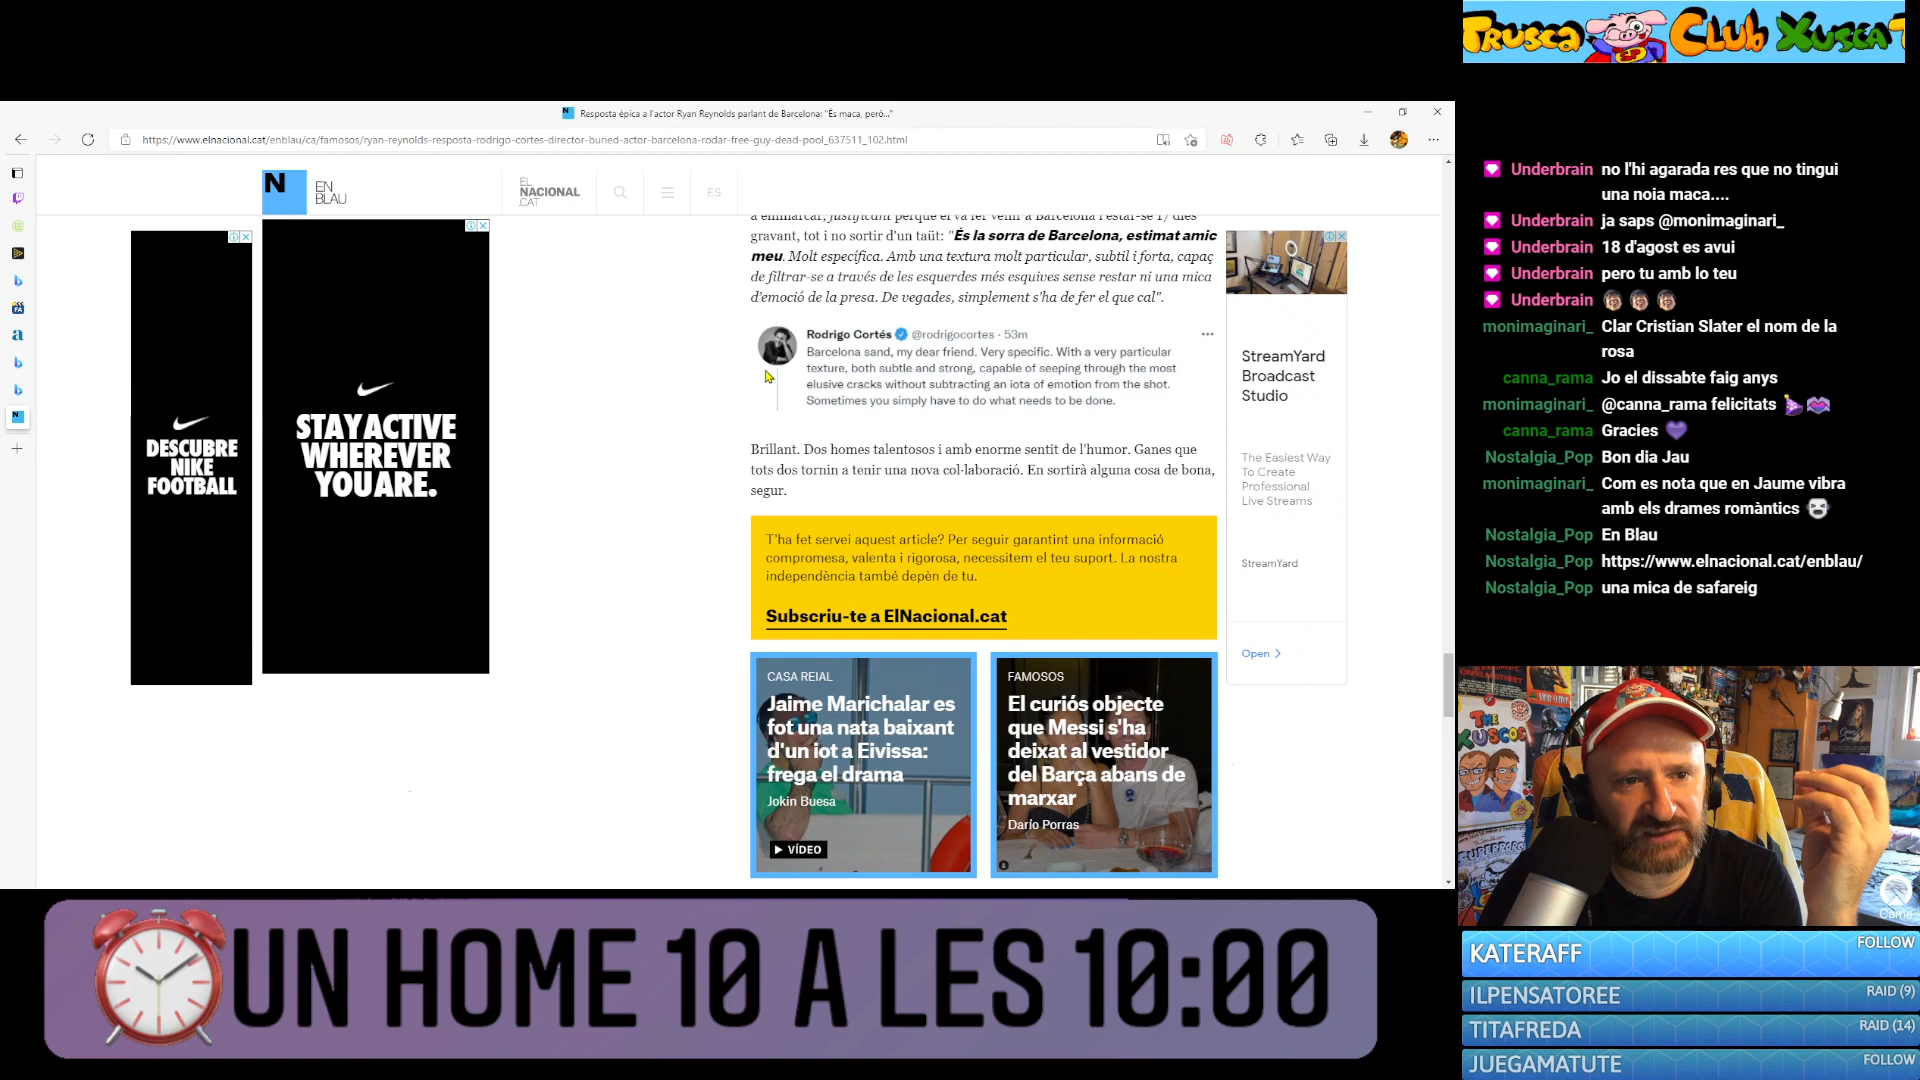 TRUSCA Club XUSCAT
Resposta èpica a l'actor Ryan Reynolds parlant de Barcelona: "És maca, però..."
https://www.elnacional.cat/enblau/ca/famosos/ryan-reynolds-resposta-rodrigo-cortes-director-buried-actor-barcelona-rodar-free-guy-dead-pool_637511_102.html
N EN BLAU
EL NACIONAL .CAT
ES
DESCUBRE
NIKE
FOOTBALL
STAY ACTIVE
WHEREVER
YOU ARE.
a emmarcar, justificant perquè el va fer venir a Barcelona i estar-se 17 dies
gravant, tot i no sortir d'un taüt: "És la sorra de Barcelona, estimat amic
meu. Molt específica. Amb una textura molt particular, subtil i forta, capaç
de filtrar-se a través de les esquerdes més esquives sense restar ni una mica
d'emoció de la presa. De vegades, simplement s'ha de fer el que cal".
Rodrigo Cortés @rodrigocortes · 53m
Barcelona sand, my dear friend. Very specific. With a very particular
texture, both subtle and strong, capable of seeping through the most
elusive cracks without subtracting an iota of emotion from the shot.
Sometimes you simply have to do what needs to be done.
Brillant. Dos homes talentosos i amb enorme sentit de l'humor. Ganes que
tots dos tornin a tenir una nova col·laboració. En sortirà alguna cosa de bona,
segur.
T'ha fet servei aquest article? Per seguir garantint una informació
compromesa, valenta i rigorosa, necessitem el teu suport. La nostra
independència també depèn de tu.
Subscriu-te a ElNacional.cat
CASA REIAL
Jaime Marichalar es
fot una nata baixant
d'un iot a Eivissa:
frega el drama
Jokin Buesa
VÍDEO
FAMOSOS
El curiós objecte
que Messi s'ha
deixat al vestidor
del Barça abans de
marxar
Darío Porras
StreamYard
Broadcast
Studio
The Easiest Way
To Create
Professional
Live Streams
StreamYard
Open
Underbrain no l'hi agarada res que no tingui
una noia maca....
Underbrain ja saps @monimaginari_
Underbrain 18 d'agost es avui
Underbrain pero tu amb lo teu
Underbrain
monimaginari_ Clar Cristian Slater el nom de la
rosa
canna_rama Jo el dissabte faig anys
monimaginari_ @canna_rama felicitats
canna_rama Gracies
Nostalgia_Pop Bon dia Jau
monimaginari_ Com es nota que en Jaume vibra
amb els drames romàntics
Nostalgia_Pop En Blau
Nostalgia_Pop https://www.elnacional.cat/enblau/
Nostalgia_Pop una mica de safareig
THE
XUSCOS
UN HOME 10 A LES 10:00
KATERAFF FOLLOW
ILPENSATOREE RAID (9)
TITAFREDA RAID (14)
JUEGAMATUTE FOLLOW